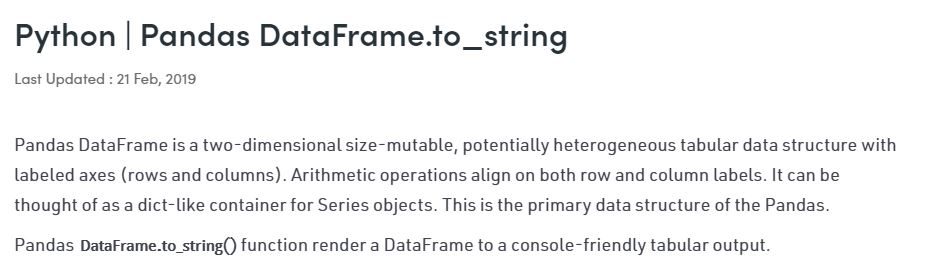 Python | Pandas DataFrame.to_string
Last Updated : 21 Feb, 2019
Pandas DataFrame is a two-dimensional size-mutable, potentially heterogeneous tabular data structure with
labeled axes (rows and columns). Arithmetic operations align on both row and column labels. It can be
thought of as a dict-like container for Series objects. This is the primary data structure of the Pandas.
Pandas DataFrame.to_string() function render a DataFrame to a console-friendly tabular output.